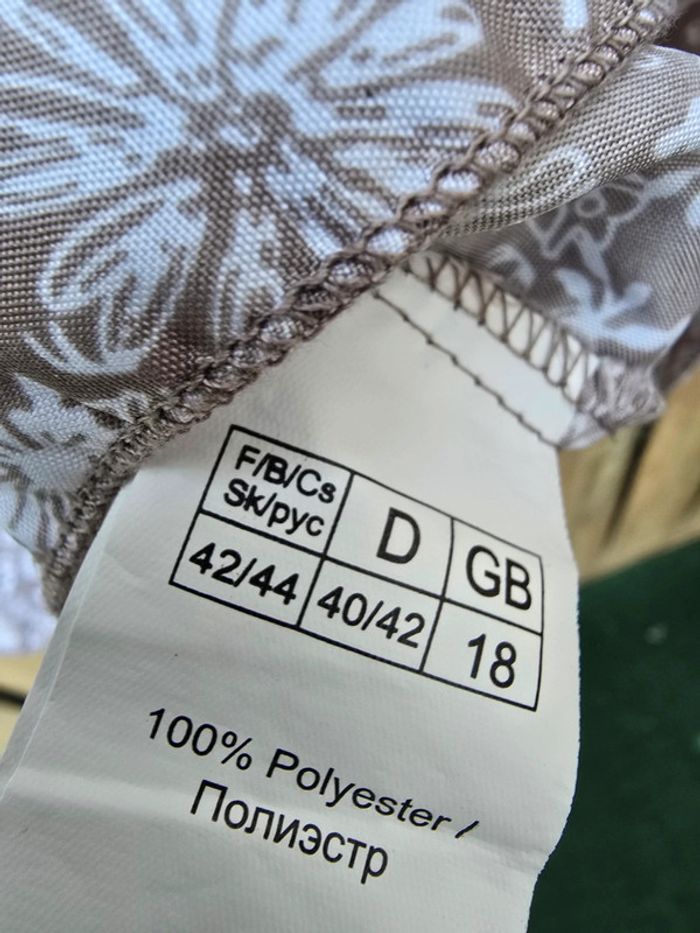 F/B/Cs D GB
Sk/рус
42/44 40/42 18
100% Polyester /
Полиэстр